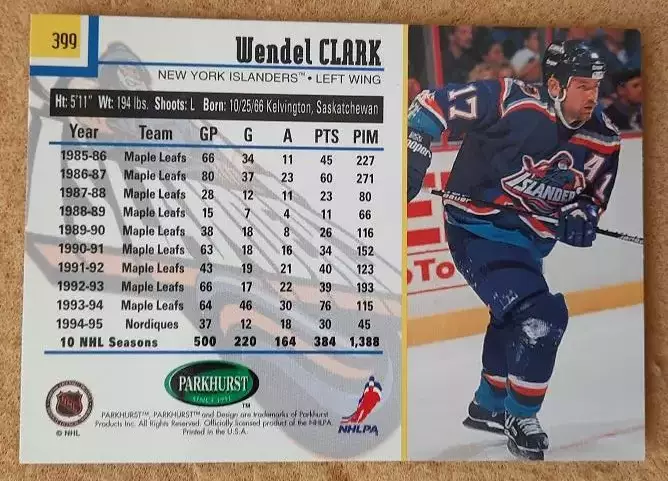 399
Wendel CLARK
NEW YORK ISLANDERS™ • LEFT WING
Ht: 5'11" Wt: 194 lbs. Shoots: L Born: 10/25/66 Kelvington, Saskatchewan
Year Team GP G A PTS PIM
1985-86 Maple Leafs 66 34 11 45 227
1986-87 Maple Leafs 80 37 23 60 271
1987-88 Maple Leafs 28 12 11 23 80
1988-89 Maple Leafs 15 7 4 11 66
1989-90 Maple Leafs 38 18 8 26 116
1990-91 Maple Leafs 63 18 16 34 152
1991-92 Maple Leafs 43 19 21 40 123
1992-93 Maple Leafs 66 17 22 39 193
1993-94 Maple Leafs 64 46 30 76 115
1994-95 Nordiques 37 12 18 30 45
10 NHL Seasons 500 220 164 384 1,388
PARKHURST
SINCE 1951
™
NHL
© NHL
PARKHURST™, PARKHURST and Design are trademarks of Parkhurst
Products Inc. All Rights Reserved. Officially licensed product of the NHLPA.
Printed in the U.S.A.
NHLPA
17
A
ISLANDERS
Bauer
ToTo